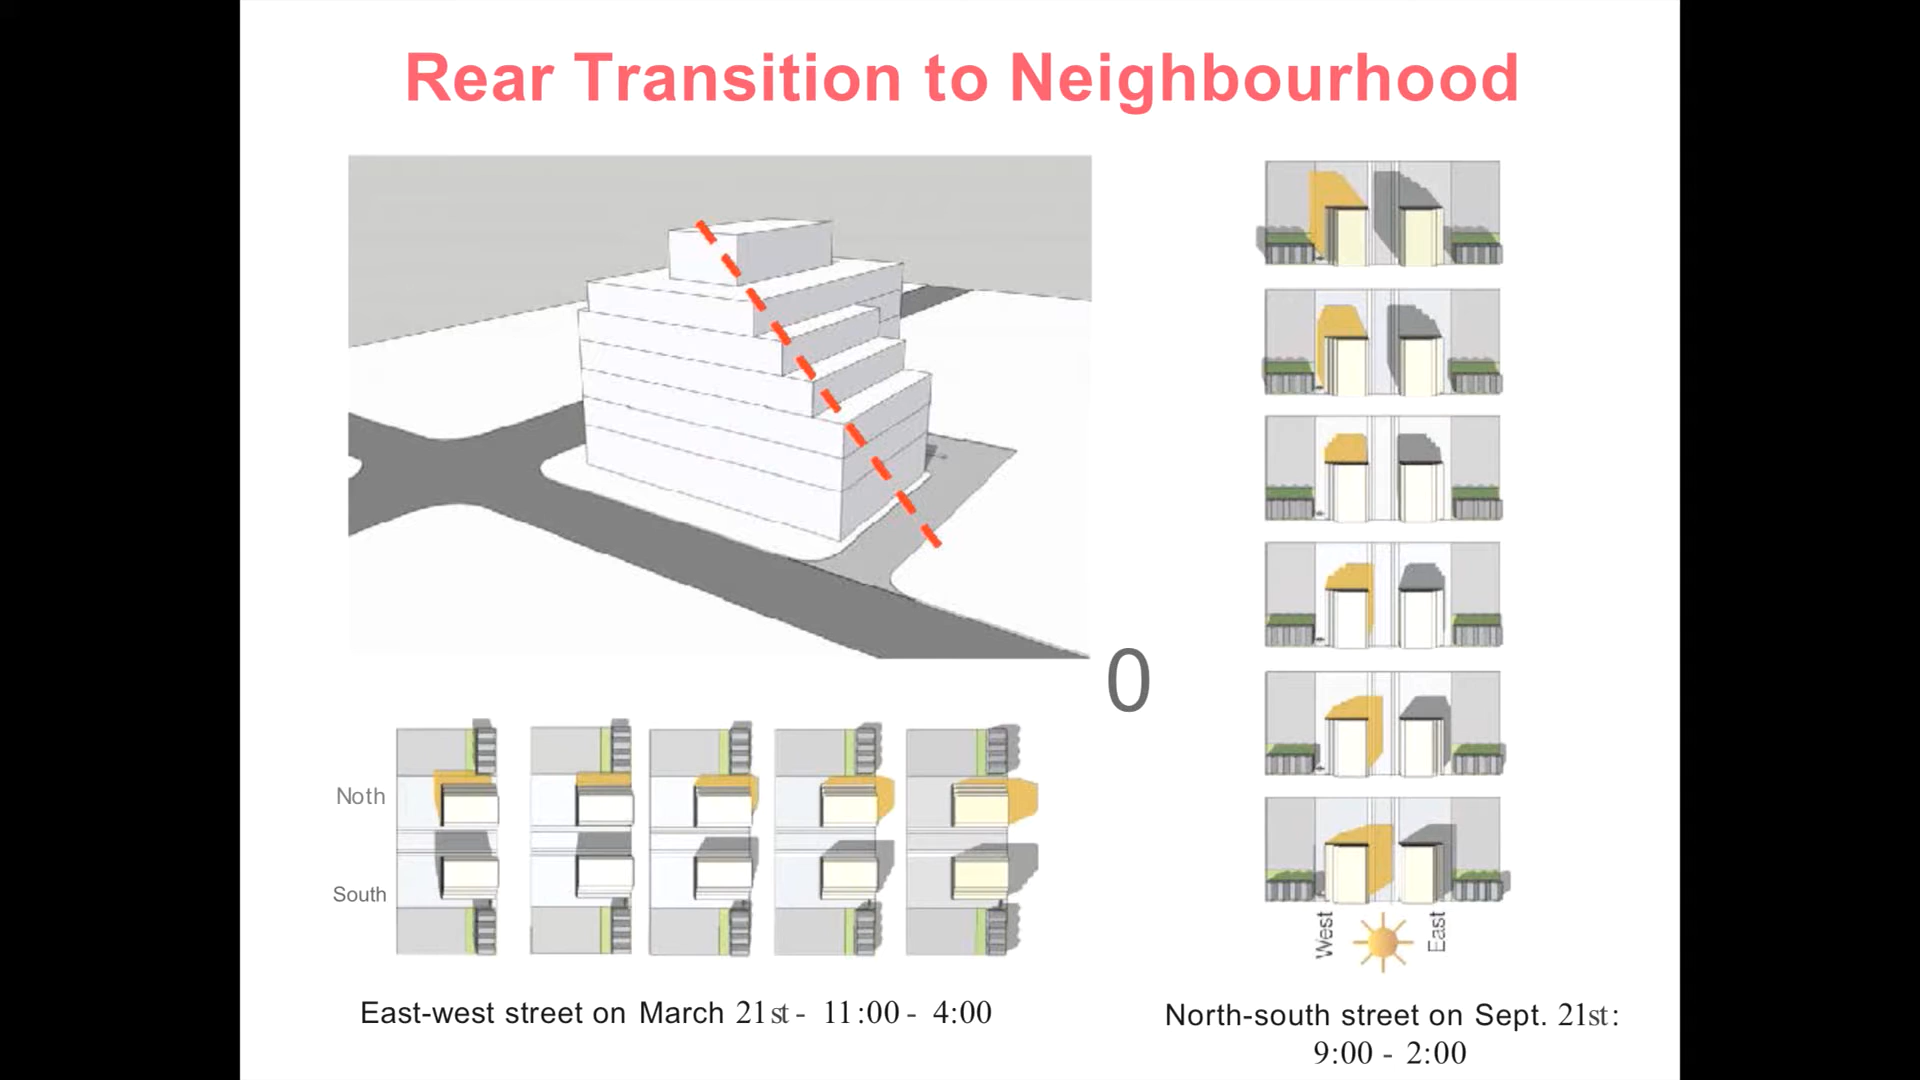 Rear Transition to Neighbourhood
0
Noth
South
West
East
East-west street on March 21st - 11:00 - 4:00
North-south street on Sept. 21st:
9:00 - 2:00